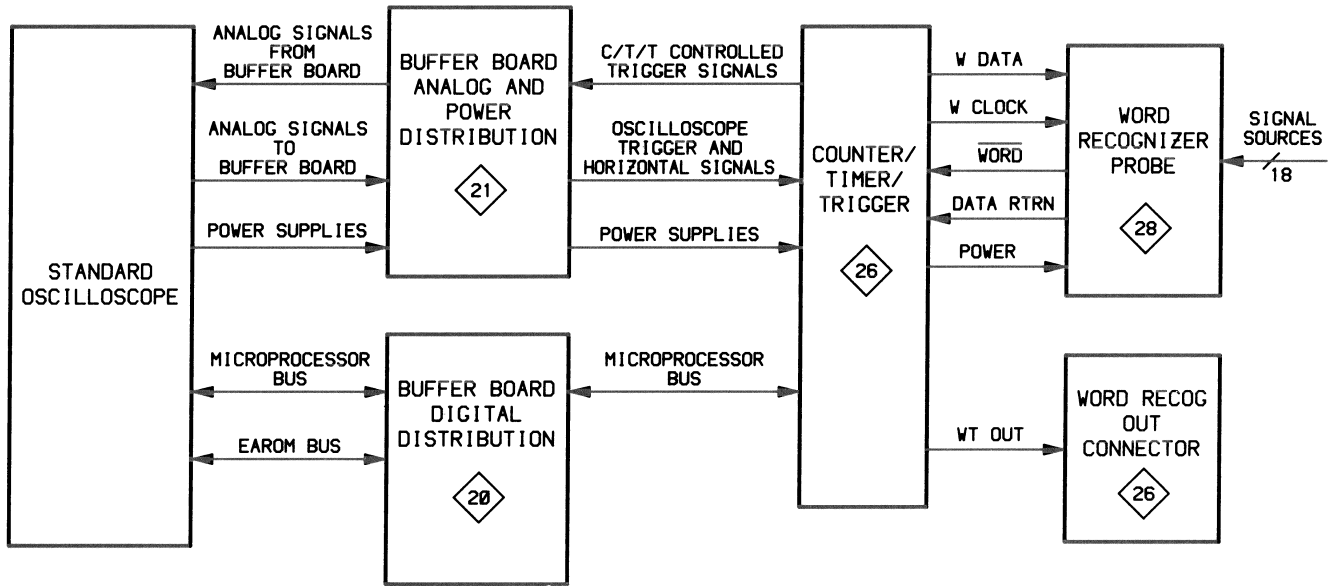 STANDARD
OSCILLOSCOPE
ANALOG SIGNALS
FROM
BUFFER BOARD
ANALOG SIGNALS
TO
BUFFER BOARD
POWER SUPPLIES
MICROPROCESSOR
BUS
EAROM BUS
BUFFER BOARD
ANALOG AND
POWER
DISTRIBUTION
21
BUFFER BOARD
DIGITAL
DISTRIBUTION
20
C/T/T CONTROLLED
TRIGGER SIGNALS
OSCILLOSCOPE
TRIGGER AND
HORIZONTAL SIGNALS
POWER SUPPLIES
MICROPROCESSOR
BUS
COUNTER/
TIMER/
TRIGGER
26
W DATA
W CLOCK
WORD
DATA RTRN
POWER
WT OUT
WORD
RECOGNIZER
PROBE
28
SIGNAL
SOURCES
18
WORD RECOG
OUT
CONNECTOR
26